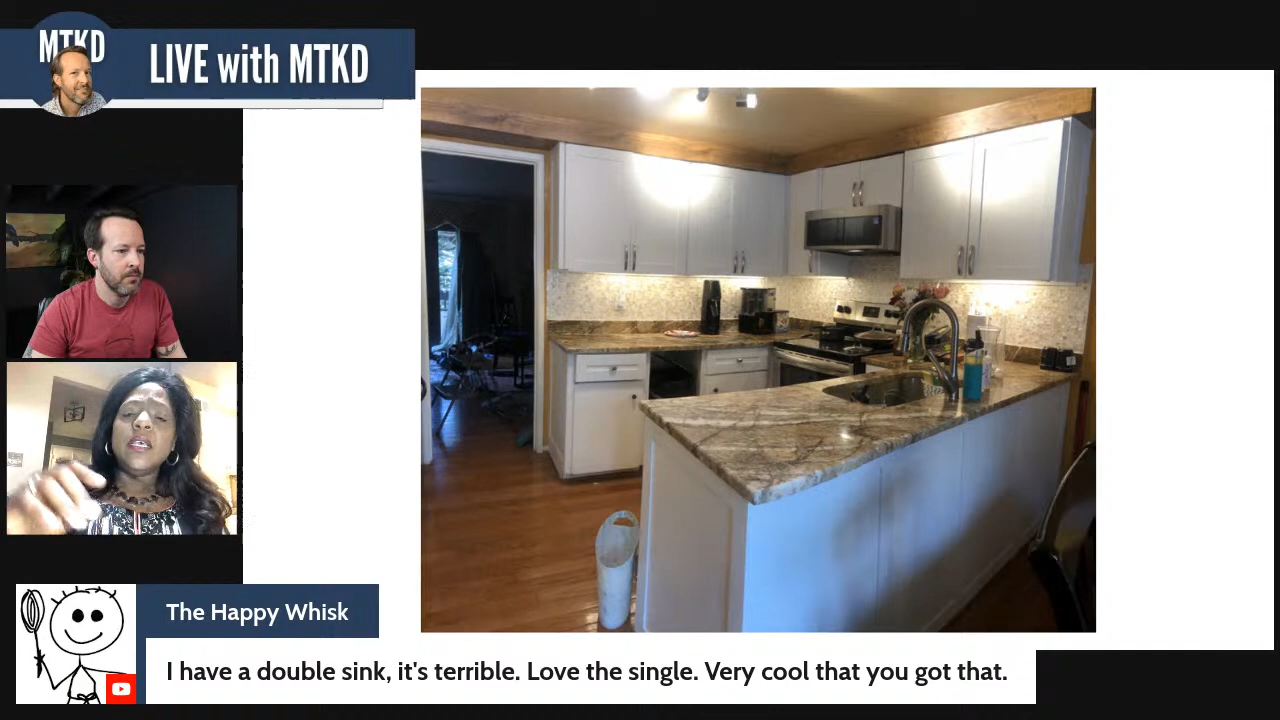 MTKD
LIVE with MTKD
The Happy Whisk
I have a double sink, it's terrible. Love the single. Very cool that you got that.